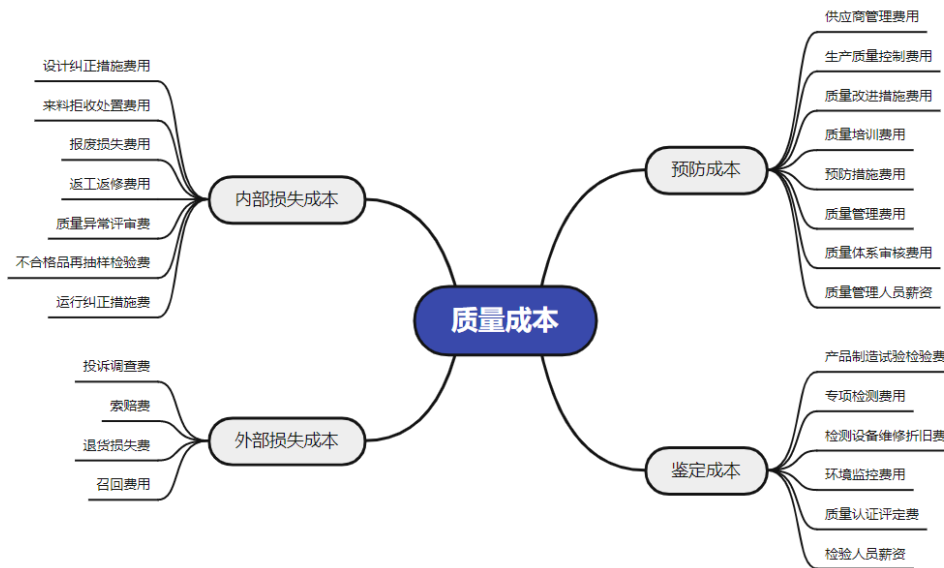 质量成本
预防成本
供应商管理费用
生产质量控制费用
质量改进措施费用
质量培训费用
预防措施费用
质量管理费用
质量体系审核费用
质量管理人员薪资
鉴定成本
产品制造试验检验费
专项检测费用
检测设备维修折旧费
环境监控费用
质量认证评定费
检验人员薪资
内部损失成本
设计纠正措施费用
来料拒收处置费用
报废损失费用
返工返修费用
质量异常评审费
不合格品再抽样检验费
运行纠正措施费
外部损失成本
投诉调查费
索赔费
退货损失费
召回费用